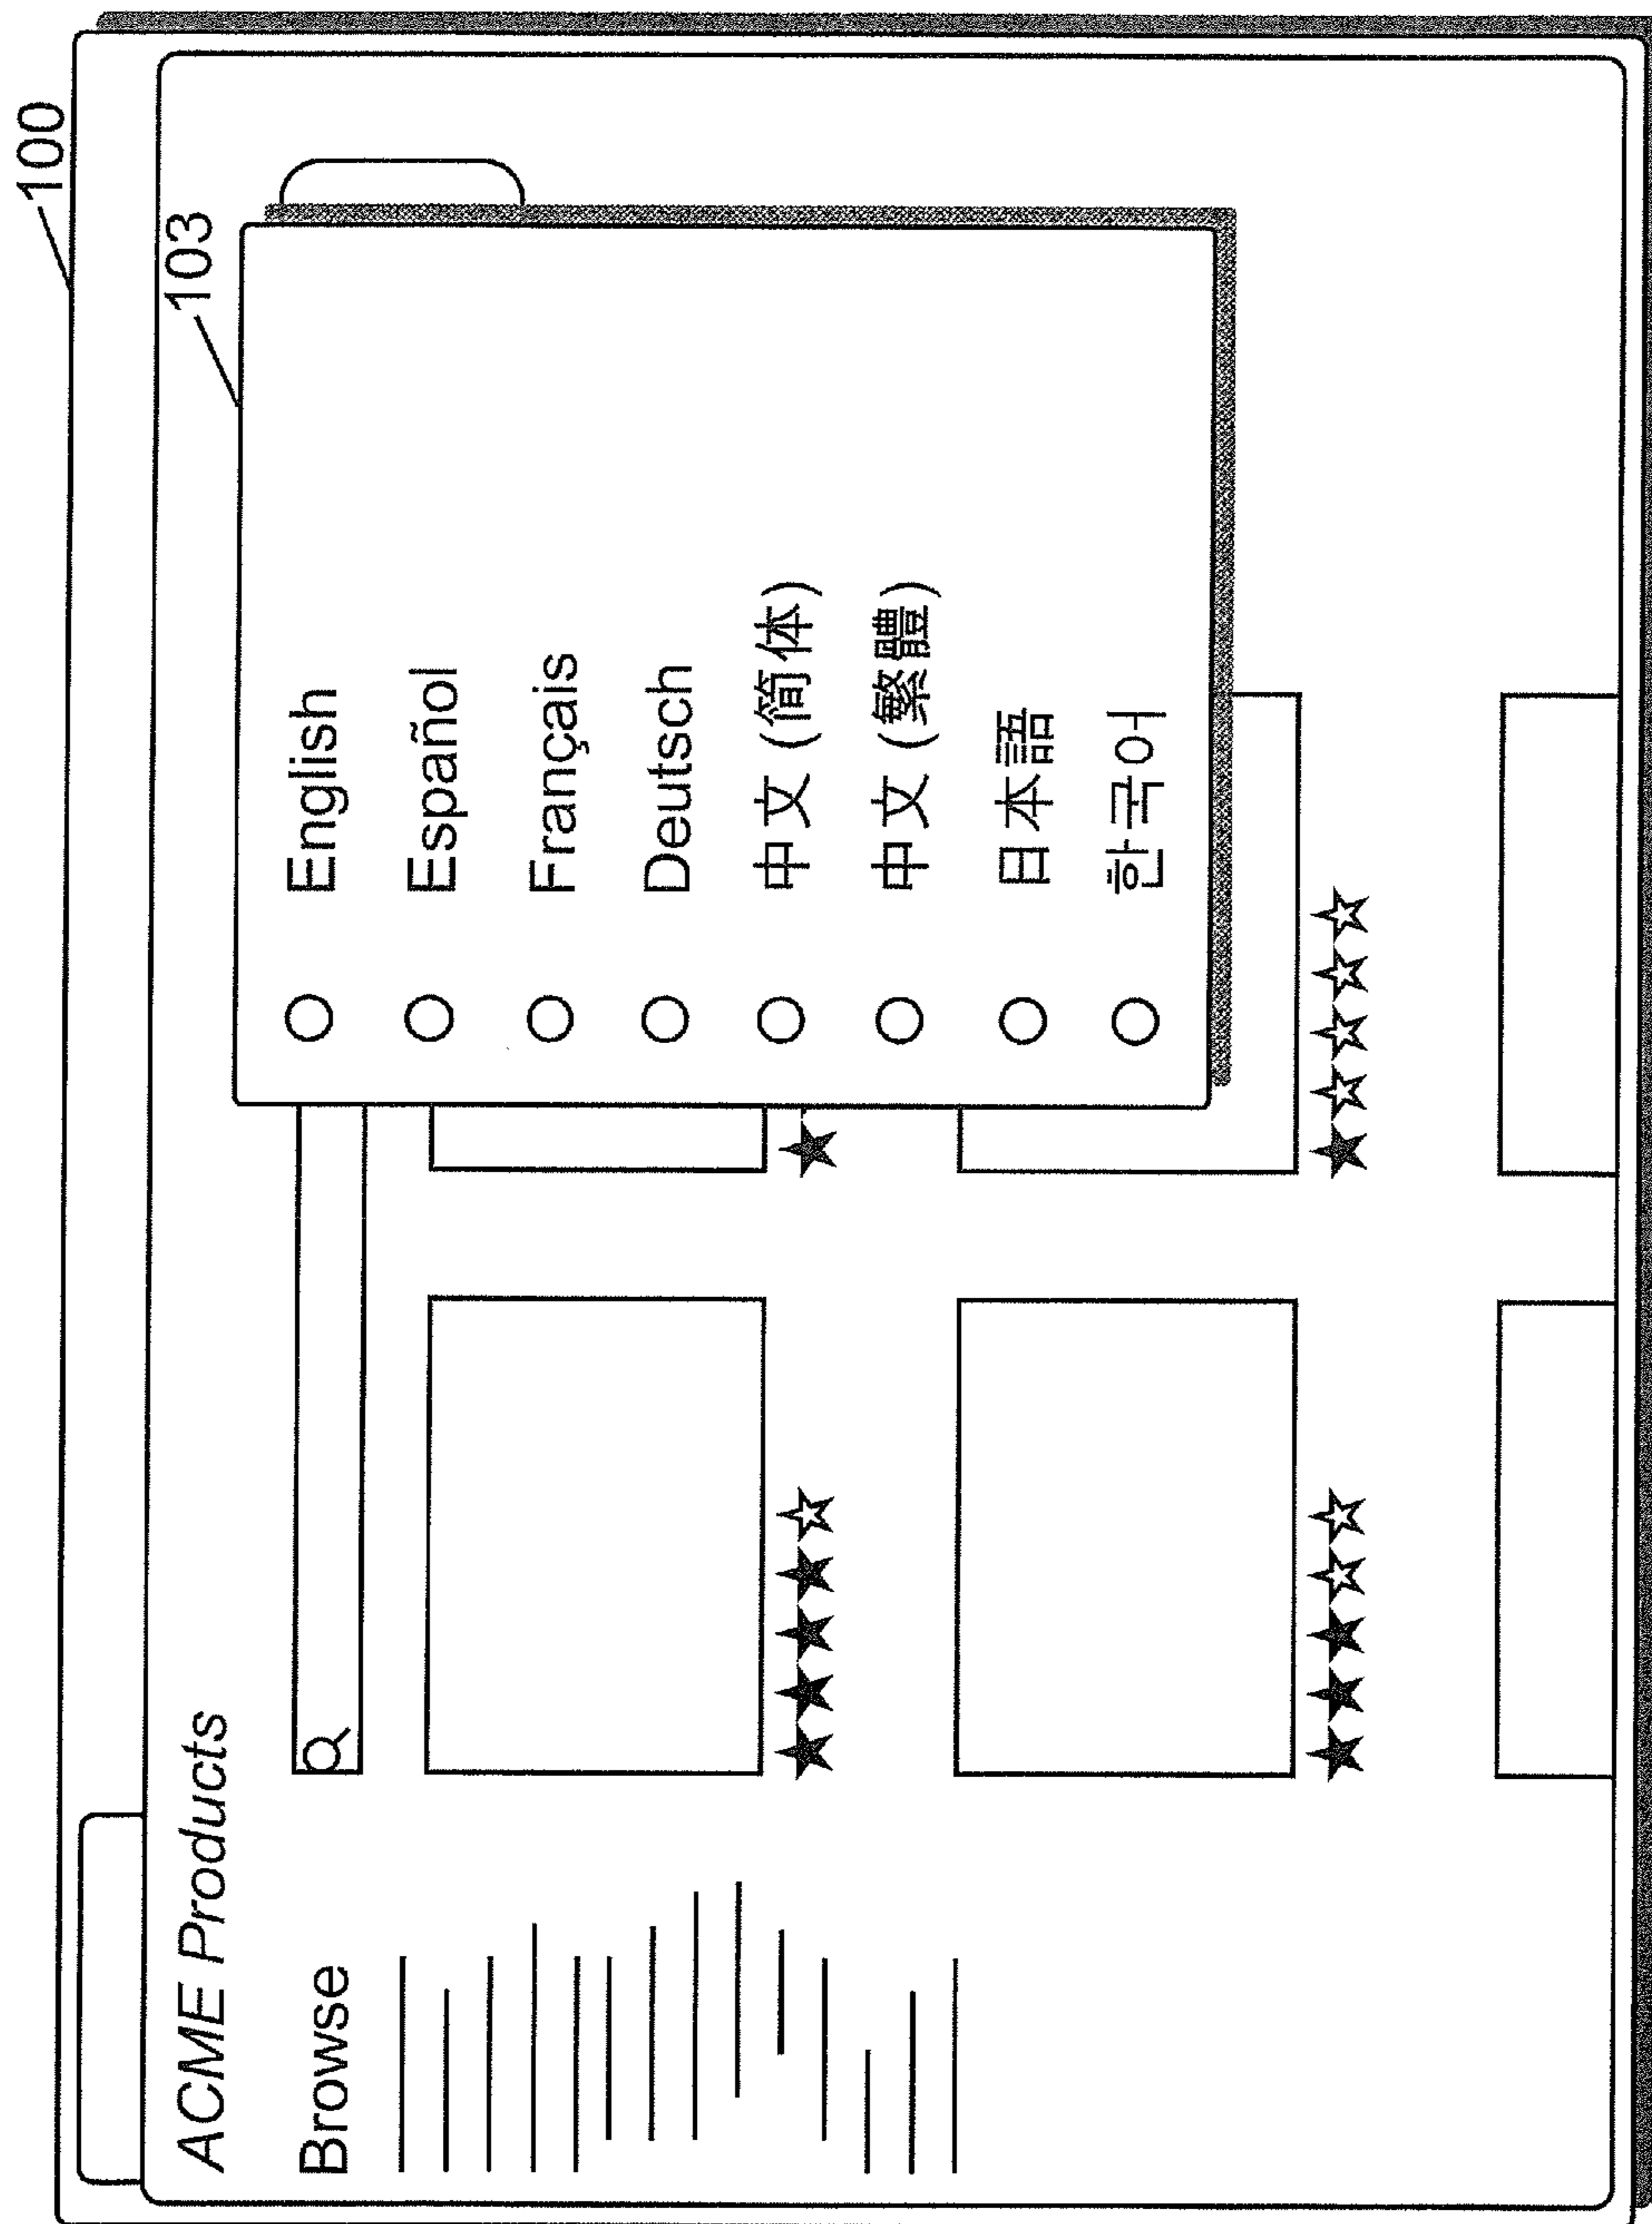 100
103
ACME Products
Browse
English
Español
Français
Deutsch
中文 (简体)
中文 (繁體)
日本語
한국어